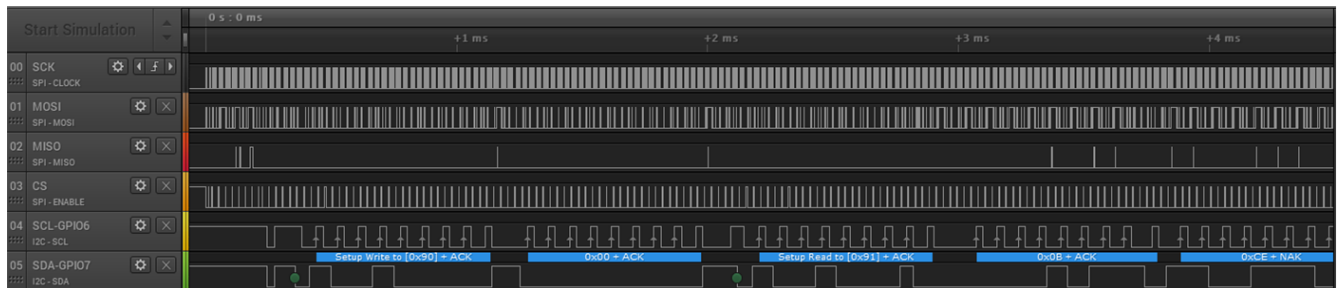 0 s : 0 ms
Start Simulation
+1 ms
+2 ms
+3 ms
+4 ms
00 SCK
SPI - CLOCK
01 MOSI
SPI - MOSI
02 MISO
SPI - MISO
03 CS
SPI - ENABLE
04 SCL-GPIO6
I2C - SCL
Setup Write to [0x90] + ACK
0x00 + ACK
Setup Read to [0x91] + ACK
0x0B + ACK
0xCE + NAK
05 SDA-GPIO7
I2C - SDA